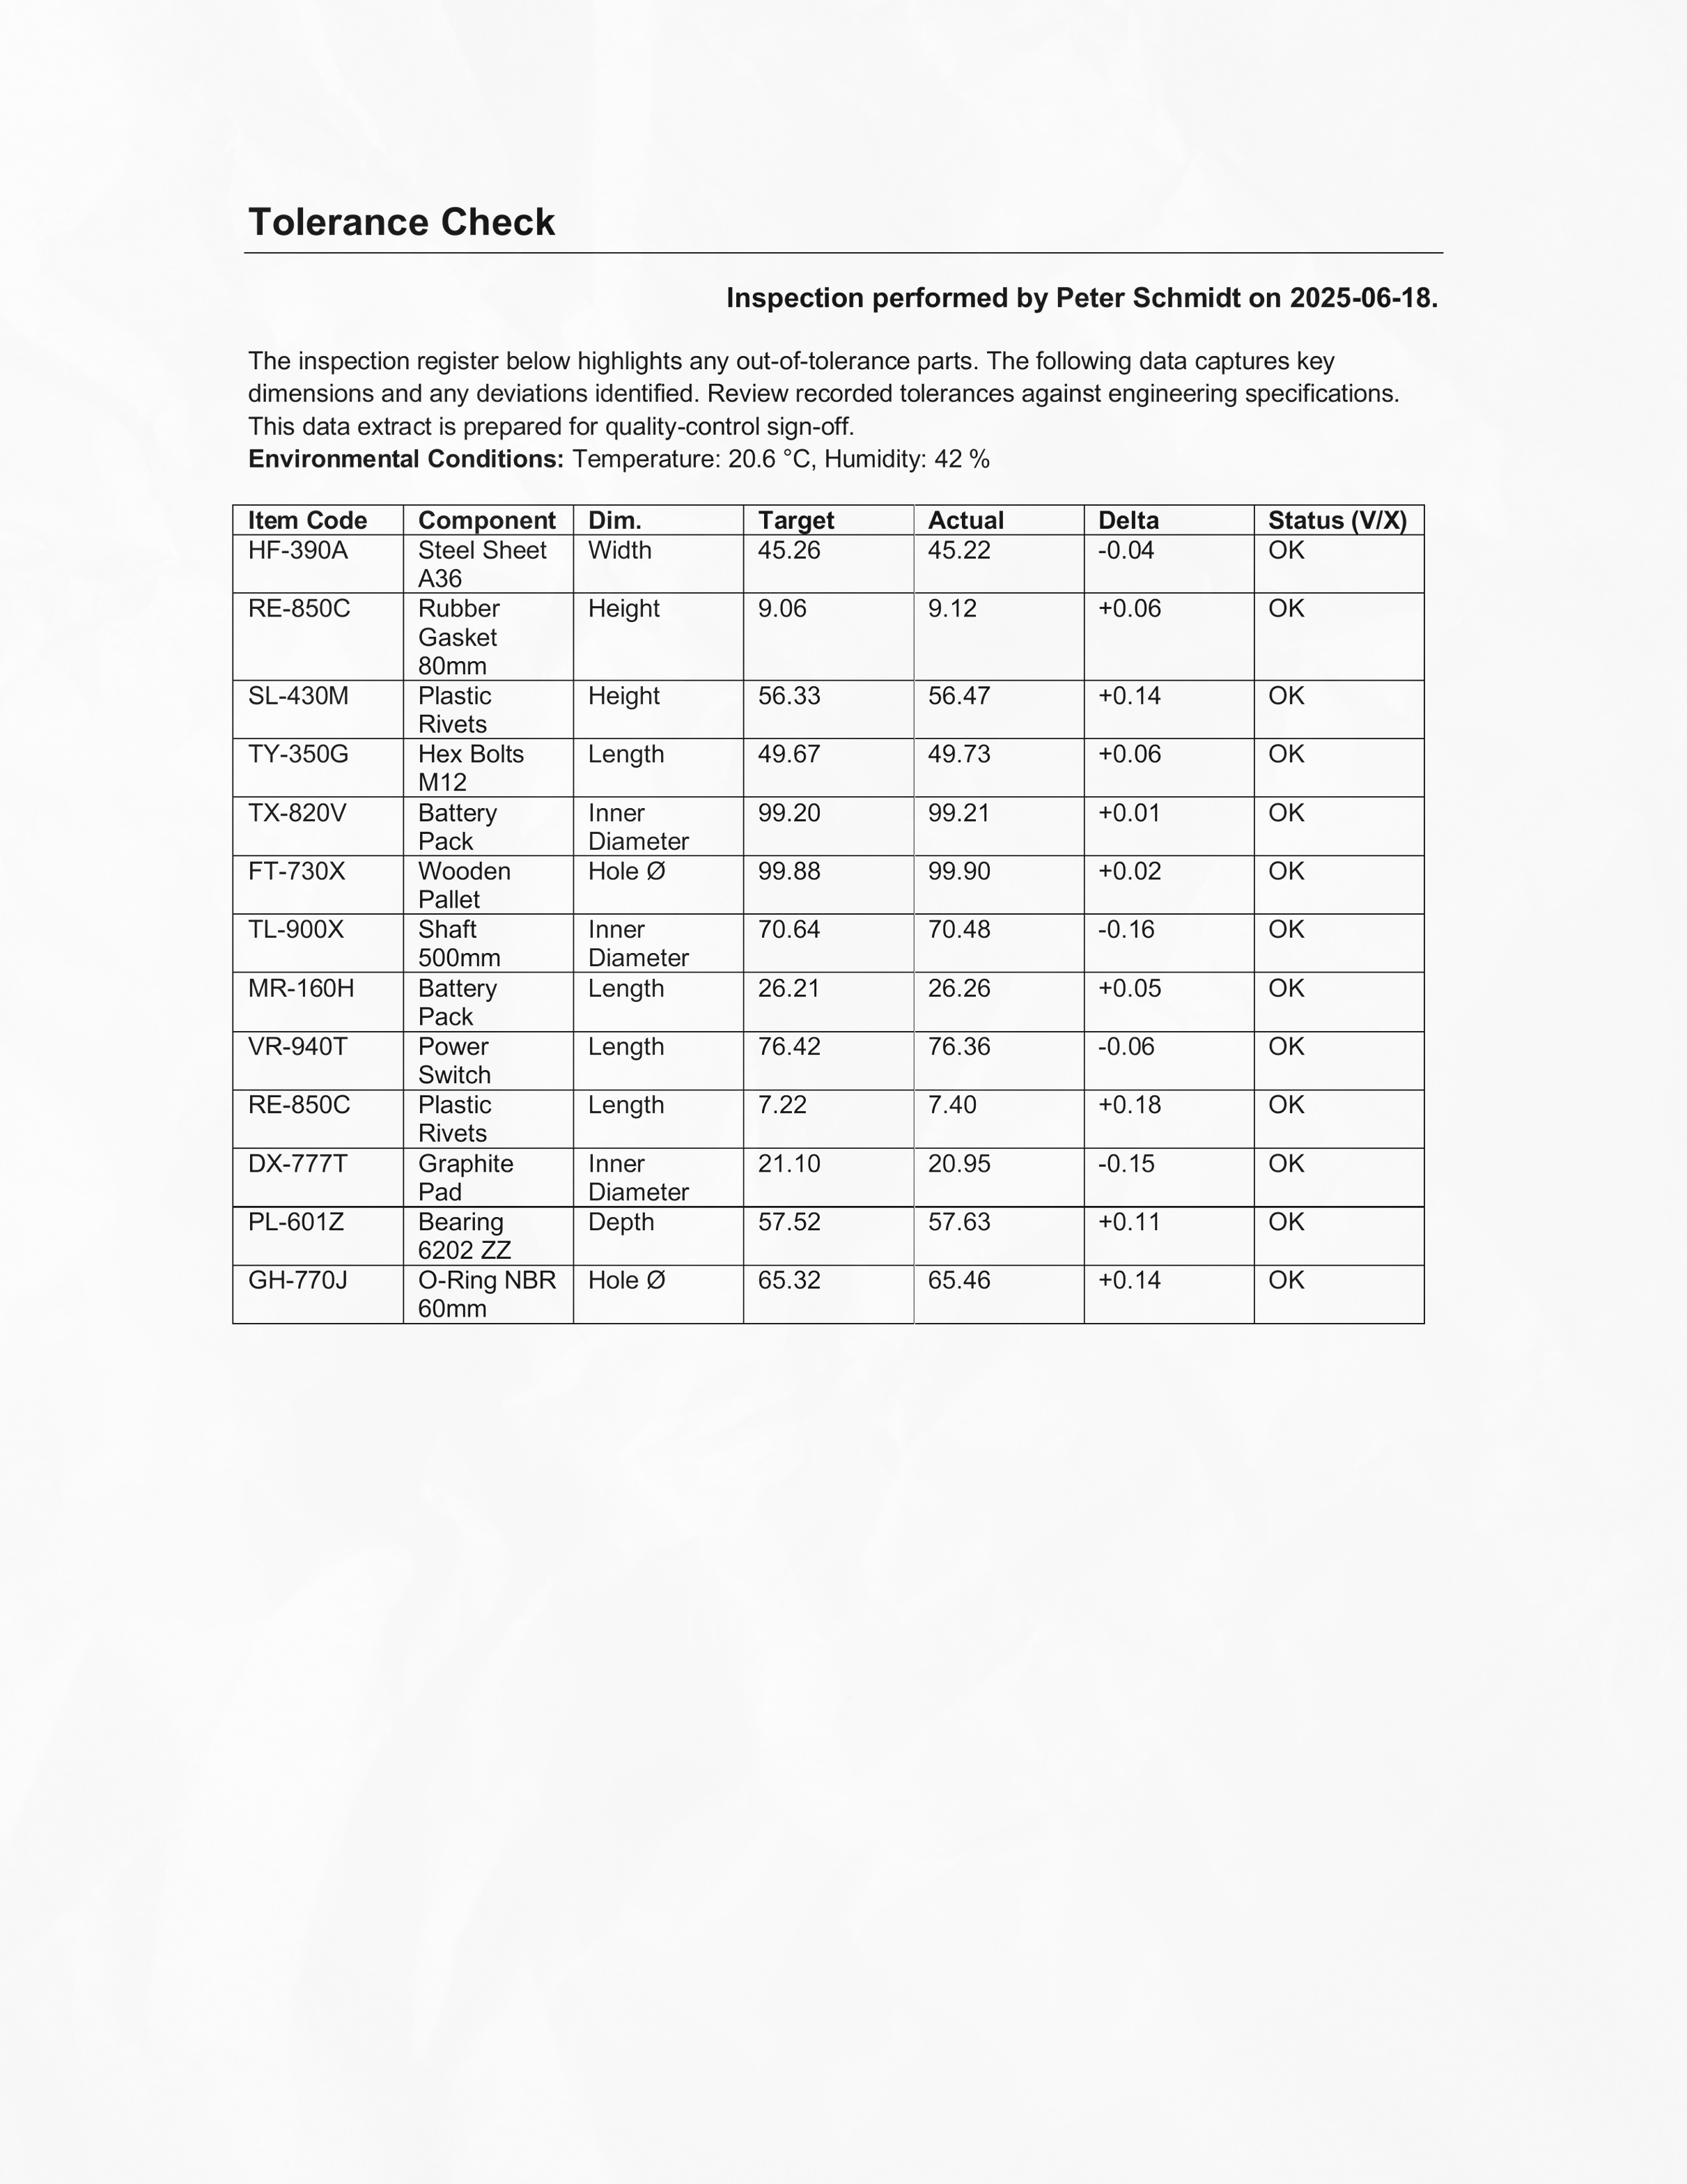 Tolerance Check
Inspection performed by Peter Schmidt on 2025-06-18.
The inspection register below highlights any out-of-tolerance parts. The following data captures key
dimensions and any deviations identified. Review recorded tolerances against engineering specifications.
This data extract is prepared for quality-control sign-off.
Environmental Conditions: Temperature: 20.6 °C, Humidity: 42 %
Item Code Component Dim. Target Actual Delta Status (V/X)
HF-390A Steel Sheet Width 45.26 45.22 -0.04 OK
A36
RE-850C Rubber Height 9.06 9.12 +0.06 OK
Gasket
80mm
SL-430M Plastic Height 56.33 56.47 +0.14 OK
Rivets
TY-350G Hex Bolts Length 49.67 49.73 +0.06 OK
M12
TX-820V Battery Inner 99.20 99.21 +0.01 OK
Pack Diameter
FT-730X Wooden Hole Ø 99.88 99.90 +0.02 OK
Pallet
TL-900X Shaft Inner 70.64 70.48 -0.16 OK
500mm Diameter
MR-160H Battery Length 26.21 26.26 +0.05 OK
Pack
VR-940T Power Length 76.42 76.36 -0.06 OK
Switch
RE-850C Plastic Length 7.22 7.40 +0.18 OK
Rivets
DX-777T Graphite Inner 21.10 20.95 -0.15 OK
Pad Diameter
PL-601Z Bearing Depth 57.52 57.63 +0.11 OK
6202 ZZ
GH-770J O-Ring NBR Hole Ø 65.32 65.46 +0.14 OK
60mm